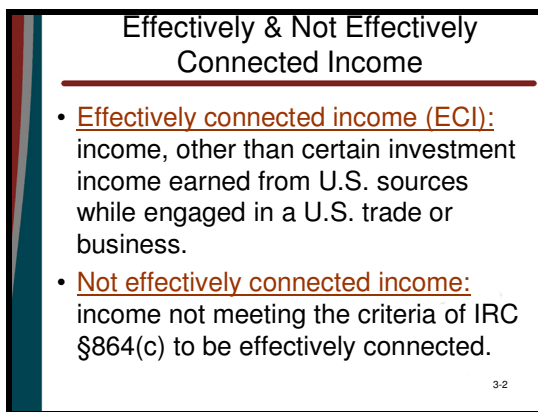 Effectively & Not Effectively
Connected Income
• Effectively connected income (ECI):
income, other than certain investment
income earned from U.S. sources
while engaged in a U.S. trade or
business.
• Not effectively connected income:
income not meeting the criteria of IRC
§864(c) to be effectively connected.
3-2